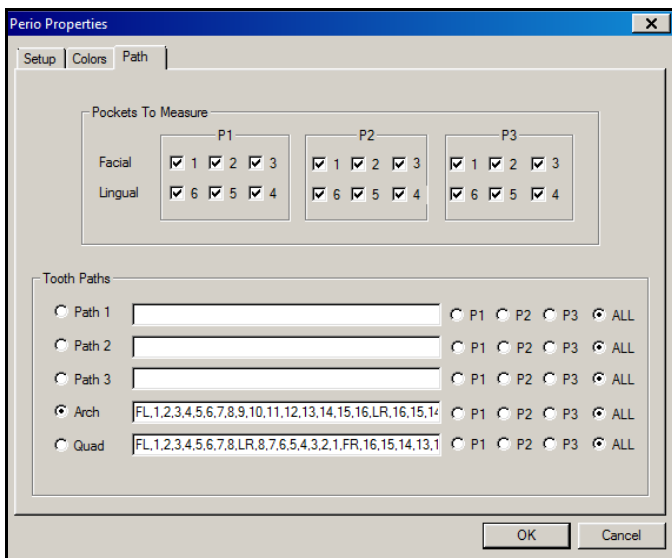 Perio Properties
Setup Colors Path
Pockets To Measure
P1 P2 P3
Facial 1 2 3 1 2 3 1 2 3
Lingual 6 5 4 6 5 4 6 5 4
Tooth Paths
Path 1 P1 P2 P3 ALL
Path 2 P1 P2 P3 ALL
Path 3 P1 P2 P3 ALL
Arch FL,1,2,3,4,5,6,7,8,9,10,11,12,13,14,15,16,LR,16,15,14 P1 P2 P3 ALL
Quad FL,1,2,3,4,5,6,7,8,LR,8,7,6,5,4,3,2,1,FR,16,15,14,13,1 P1 P2 P3 ALL
OK Cancel